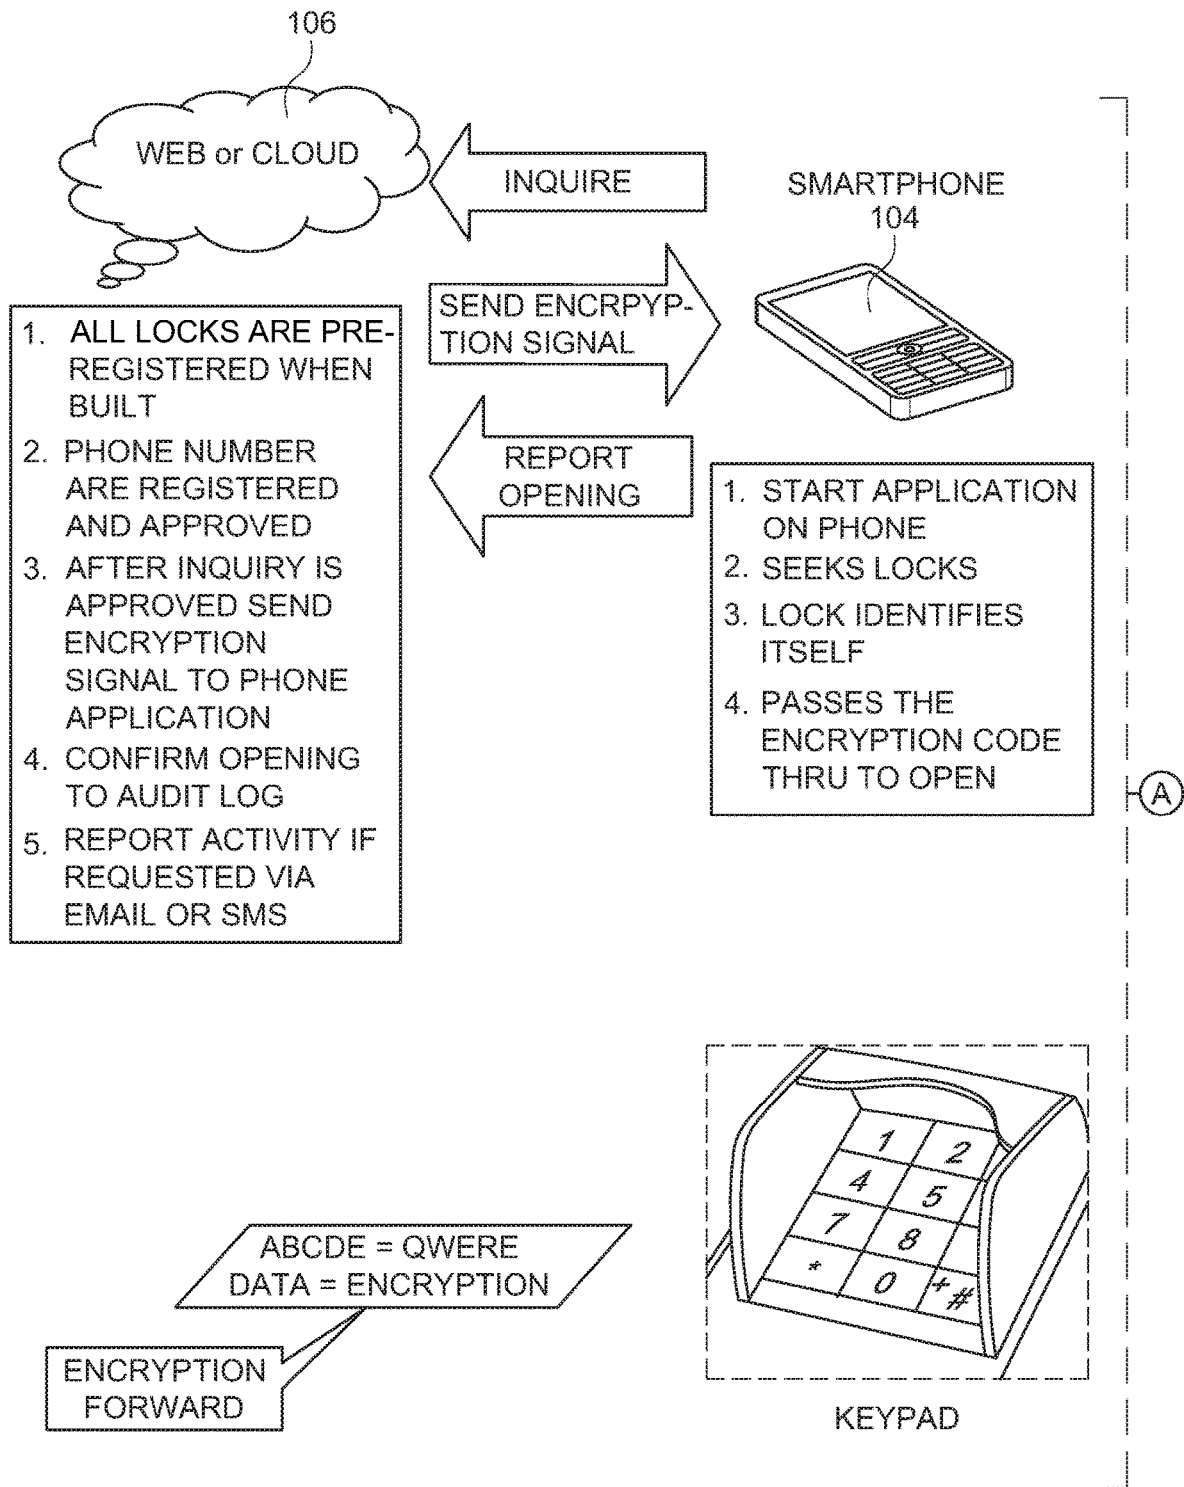 106
WEB or CLOUD
INQUIRE
SMARTPHONE
104
SEND ENCRPYP-
TION SIGNAL
REPORT
OPENING
1. ALL LOCKS ARE PRE-
REGISTERED WHEN
BUILT
2. PHONE NUMBER
ARE REGISTERED
AND APPROVED
3. AFTER INQUIRY IS
APPROVED SEND
ENCRYPTION
SIGNAL TO PHONE
APPLICATION
4. CONFIRM OPENING
TO AUDIT LOG
5. REPORT ACTIVITY IF
REQUESTED VIA
EMAIL OR SMS
1. START APPLICATION
ON PHONE
2. SEEKS LOCKS
3. LOCK IDENTIFIES
ITSELF
4. PASSES THE
ENCRYPTION CODE
THRU TO OPEN
A
ABCDE = QWERE
DATA = ENCRYPTION
ENCRYPTION
FORWARD
1 2
4 5
7 8
* 0 + #
KEYPAD